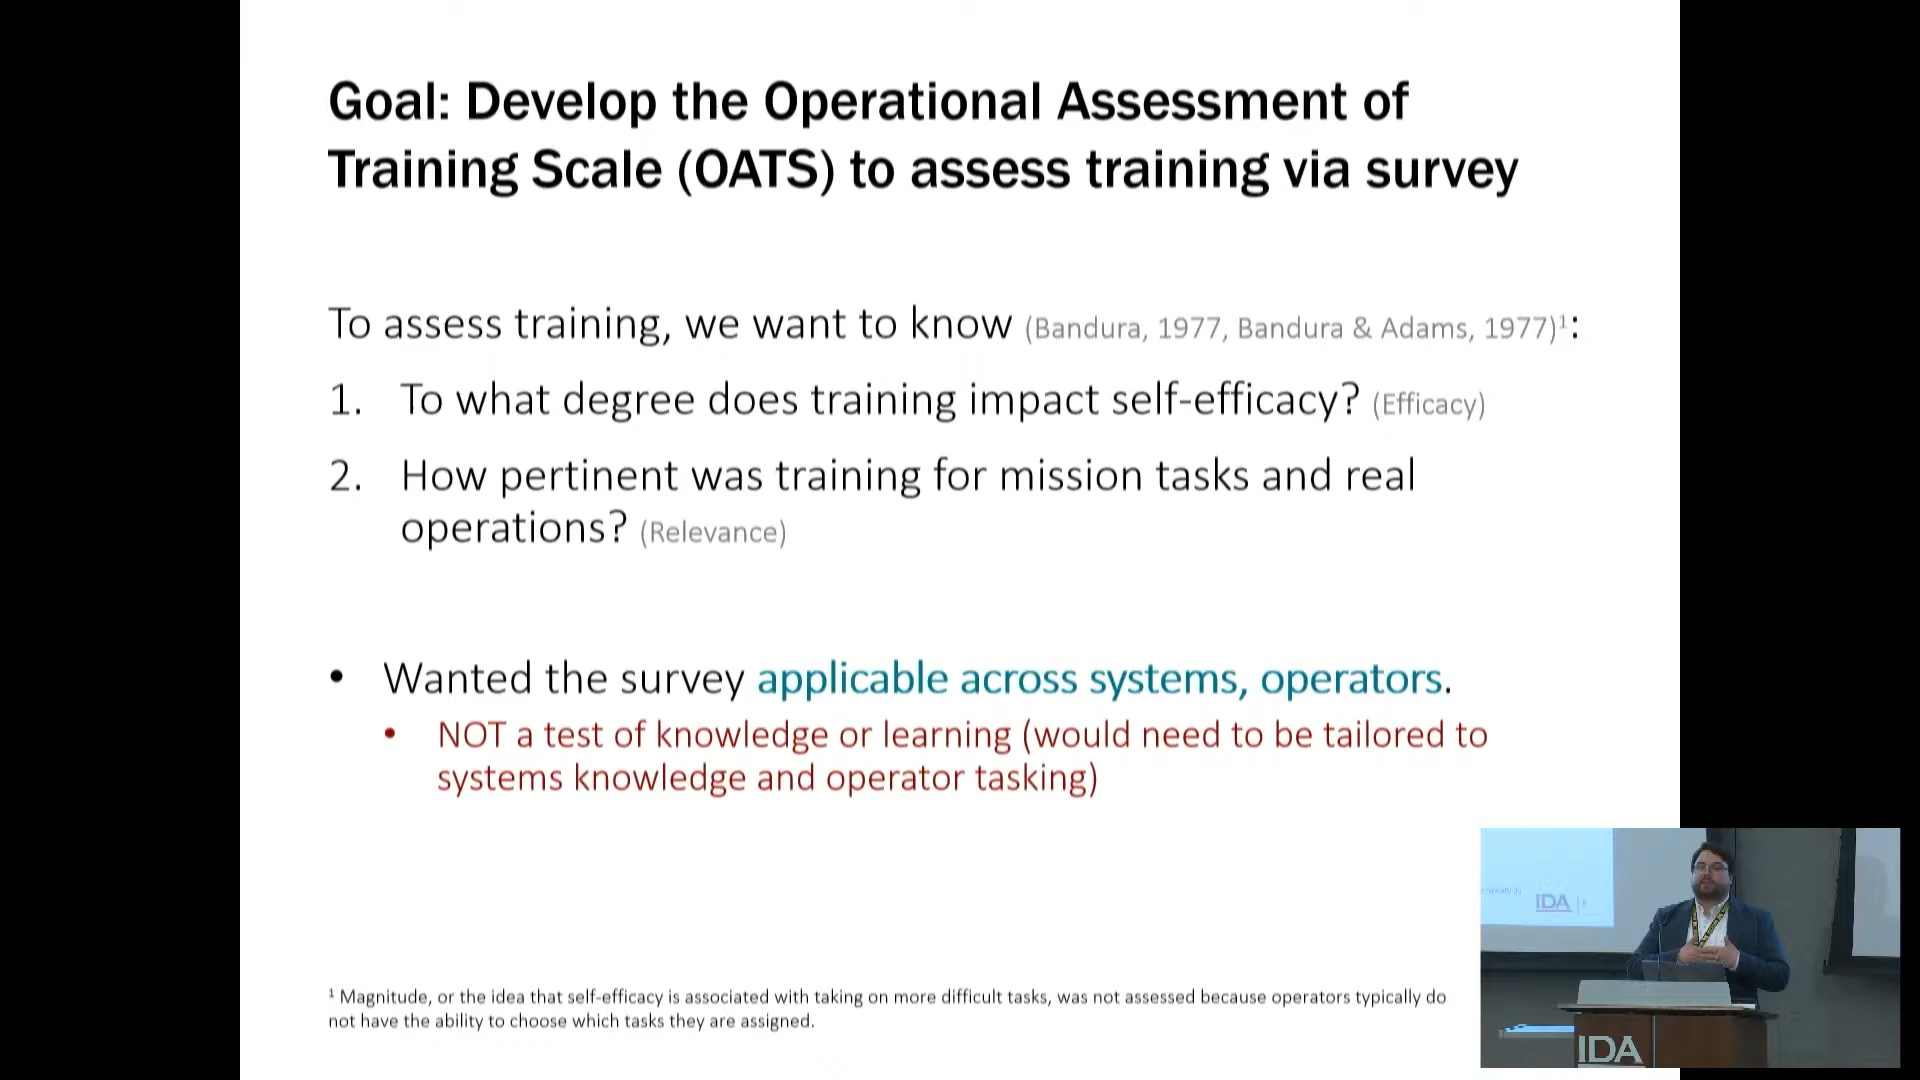 Goal: Develop the Operational Assessment of
Training Scale (OATS) to assess training via survey
To assess training, we want to know (Bandura, 1977, Bandura & Adams, 1977)¹:
1. To what degree does training impact self-efficacy? (Efficacy)
2. How pertinent was training for mission tasks and real
operations? (Relevance)
• Wanted the survey applicable across systems, operators.
• NOT a test of knowledge or learning (would need to be tailored to
systems knowledge and operator tasking)
¹ Magnitude, or the idea that self-efficacy is associated with taking on more difficult tasks, was not assessed because operators typically do
not have the ability to choose which tasks they are assigned.
IDA
IDA